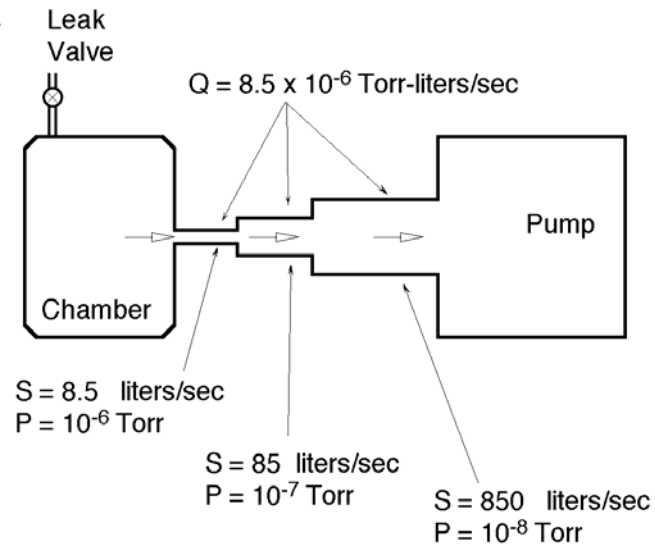 Leak
Valve
Q = 8.5 x 10⁻⁶ Torr-liters/sec
Pump
Chamber
S = 8.5 liters/sec
P = 10⁻⁶ Torr
S = 85 liters/sec
P = 10⁻⁷ Torr
S = 850 liters/sec
P = 10⁻⁸ Torr